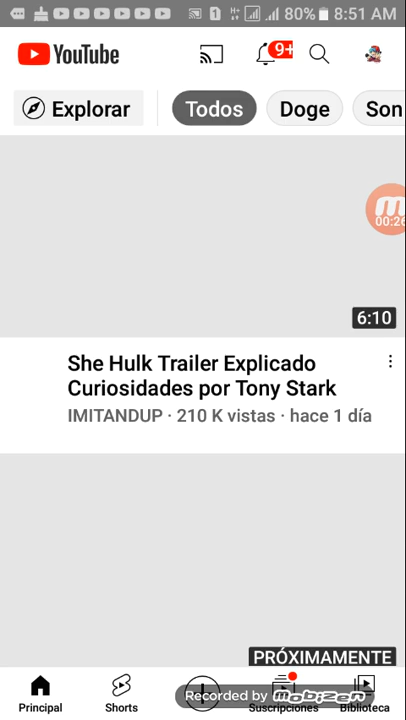 80% 8:51 AM
YouTube
9+
Explorar
Todos
Doge
Son
00:26
6:10
She Hulk Trailer Explicado
Curiosidades por Tony Stark
IMITANDUP · 210 K vistas · hace 1 día
PRÓXIMAMENTE
Recorded by mobizen
Principal
Shorts
Suscripciones
Biblioteca